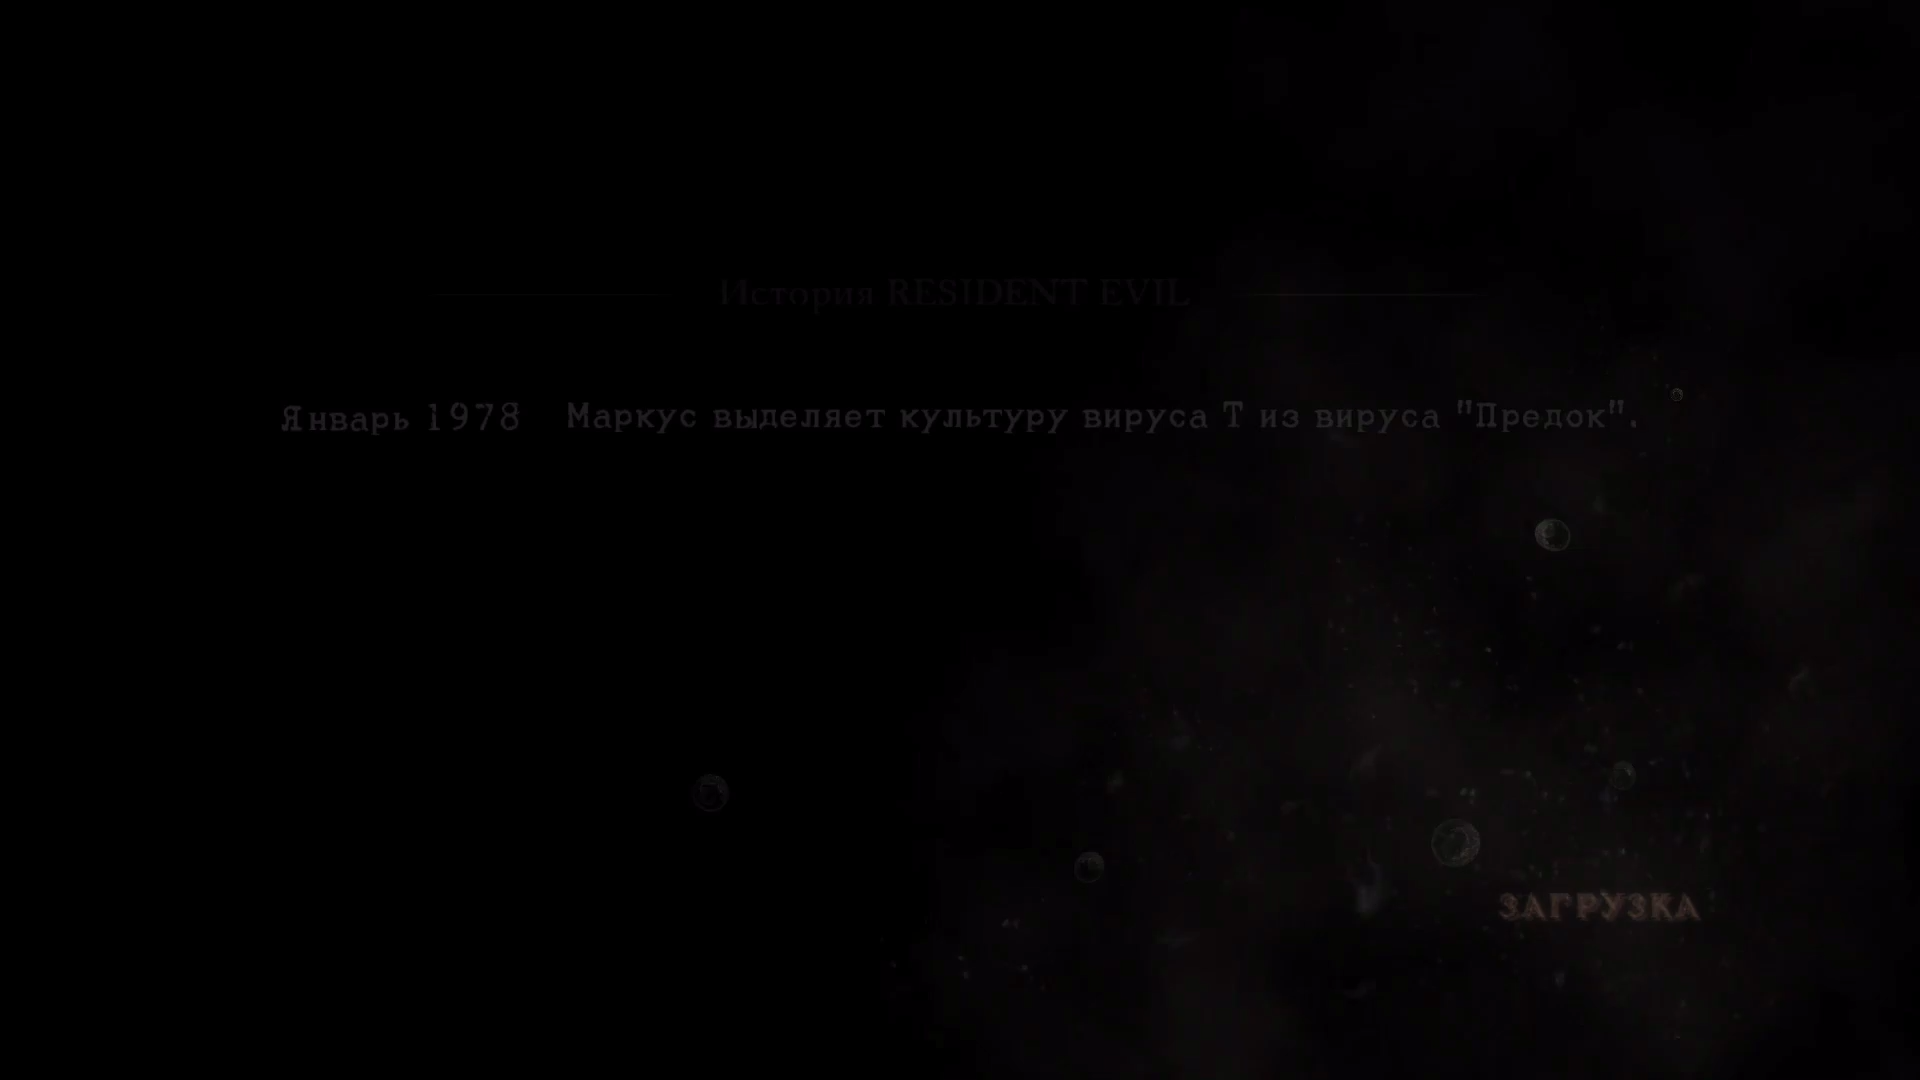 История RESIDENT EVIL
Январь 1978 Маркус выделяет культуру вируса Т из вируса "Предок".
ЗАГРУЗКА